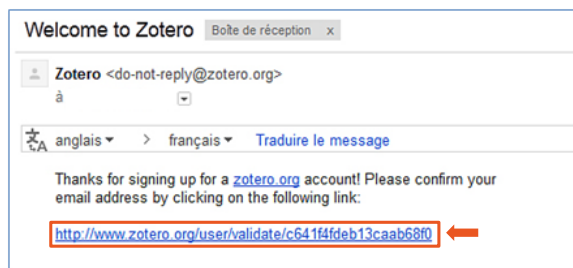 Welcome to Zotero Boîte de réception x
Zotero <do-not-reply@zotero.org>
à
anglais > français Traduire le message
Thanks for signing up for a zotero.org account! Please confirm your
email address by clicking on the following link:
http://www.zotero.org/user/validate/c641f4fdeb13caab68f0